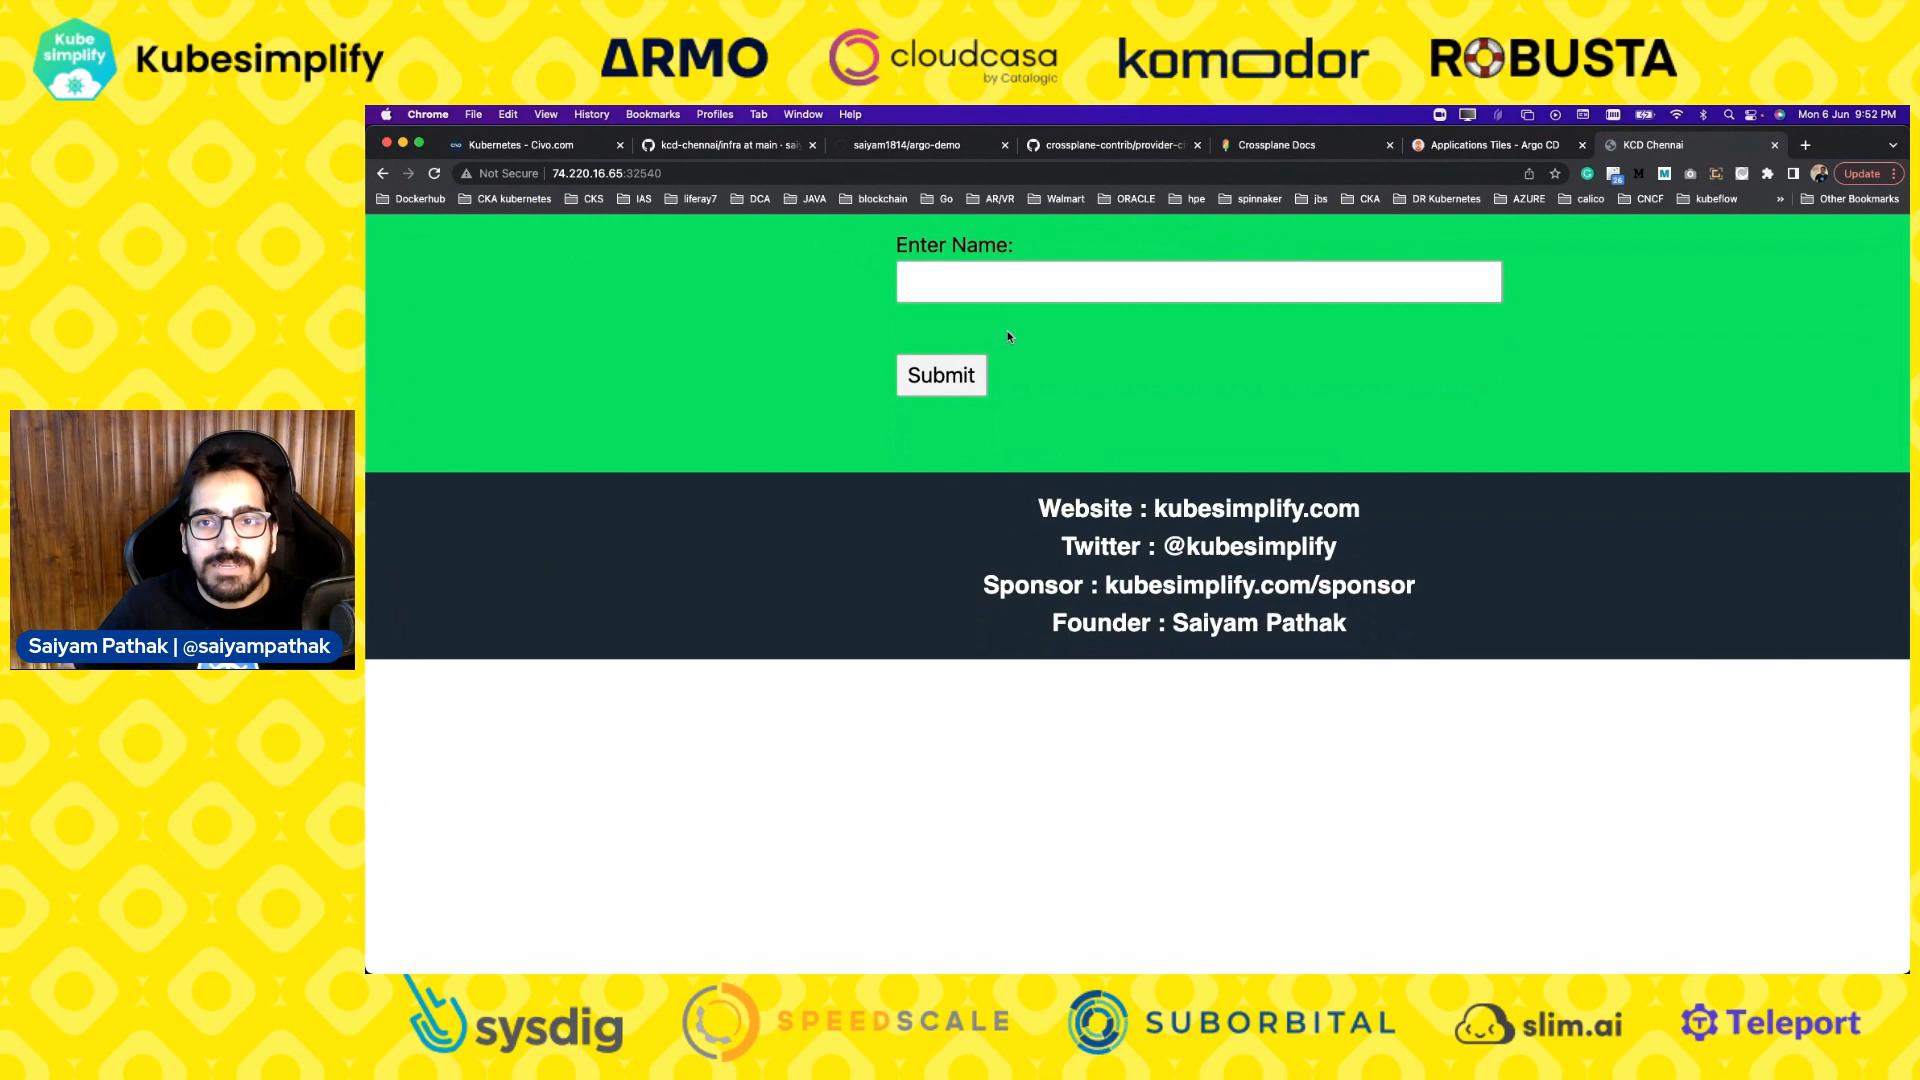 Kube
simplify
Kubesimplify
ARMO
cloudcasa
by Catalogic
komodor
ROBUSTA
Chrome File Edit View History Bookmarks Profiles Tab Window Help
Mon 6 Jun 9:52 PM
Kubernetes - Civo.com
kcd-chennai/infra at main · sai
saiyam1814/argo-demo
crossplane-contrib/provider-ci
Crossplane Docs
Applications Tiles - Argo CD
KCD Chennai
Not Secure
74.220.16.65:32540
26
Update
Dockerhub CKA kubernetes CKS IAS liferay7 DCA JAVA blockchain Go AR/VR Walmart ORACLE hpe spinnaker jbs CKA DR Kubernetes AZURE calico CNCF kubeflow » Other Bookmarks
Enter Name:
Submit
Website : kubesimplify.com
Twitter : @kubesimplify
Sponsor : kubesimplify.com/sponsor
Founder : Saiyam Pathak
Saiyam Pathak | @saiyampathak
sysdig
SPEEDSCALE
SUBORBITAL
slim.ai
Teleport